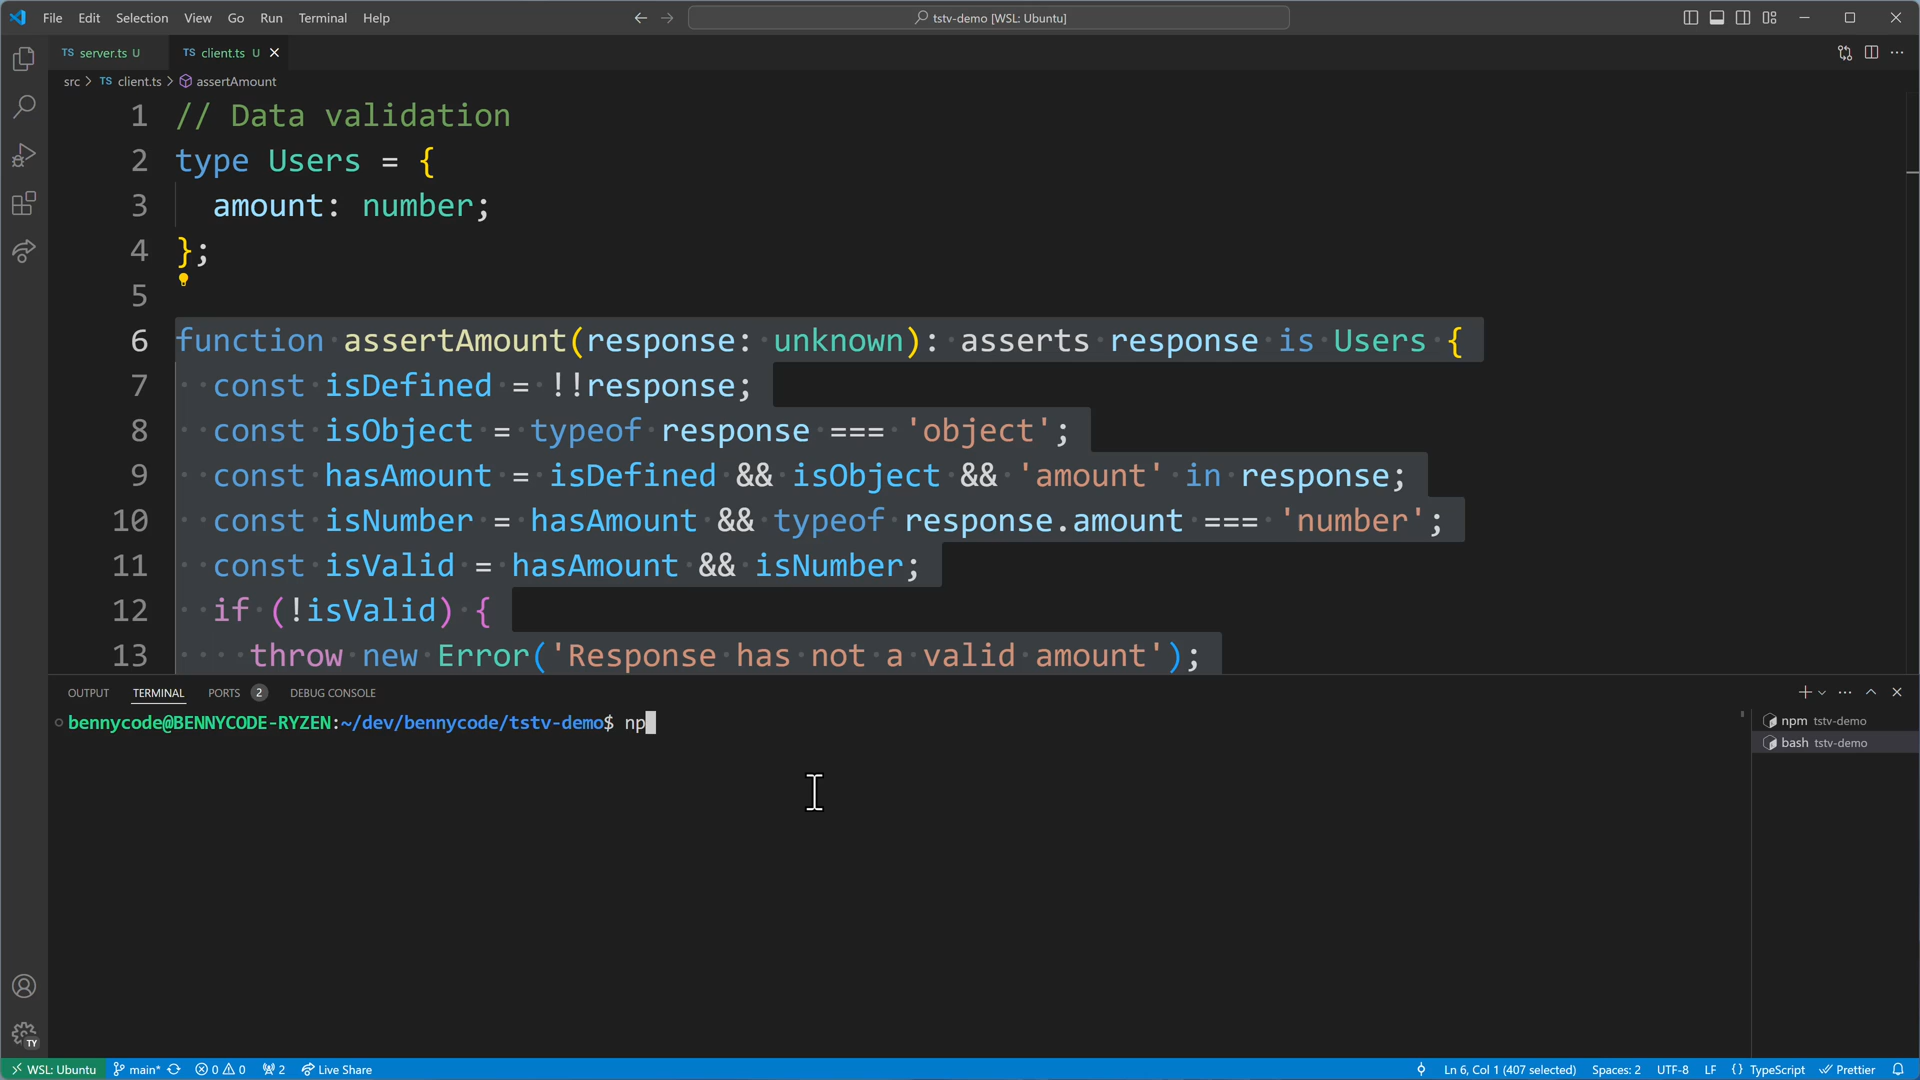 File Edit Selection View Go Run Terminal Help
tstv-demo [WSL: Ubuntu]
TS server.ts U
TS client.ts U
src > TS client.ts > assertAmount
1 // Data validation
2 type Users = {
3 amount: number;
4 };
5
6 function assertAmount(response: unknown): asserts response is Users {
7 const isDefined = !!response;
8 const isObject = typeof response === 'object';
9 const hasAmount = isDefined && isObject && 'amount' in response;
10 const isNumber = hasAmount && typeof response.amount === 'number';
11 const isValid = hasAmount && isNumber;
12 if (!isValid) {
13 throw new Error('Response has not a valid amount');
OUTPUT TERMINAL PORTS 2 DEBUG CONSOLE
bennycode@BENNYCODE-RYZEN:~/dev/bennycode/tstv-demo$ np
npm tstv-demo
bash tstv-demo
TY
WSL: Ubuntu main* 0 0 2 Live Share Ln 6, Col 1 (407 selected) Spaces: 2 UTF-8 LF {} TypeScript Prettier